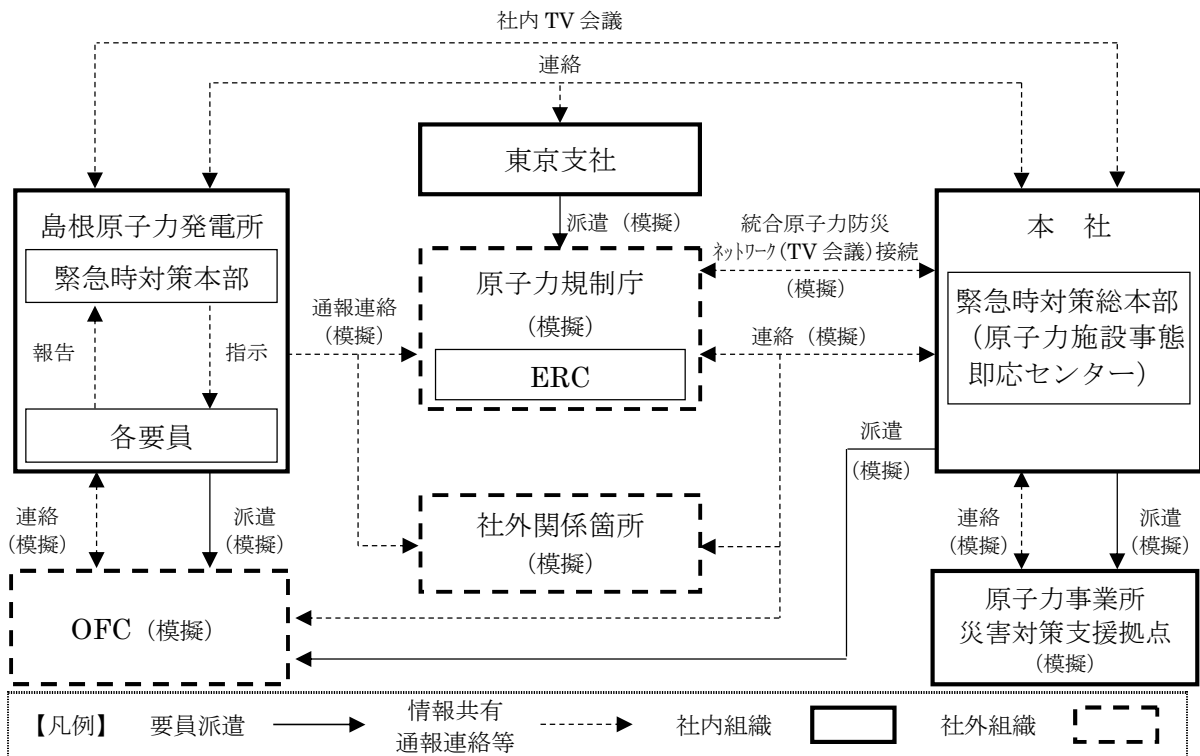 社内 TV 会議
連絡
東京支社
島根原子力発電所
緊急時対策本部
報告
指示
各要員
派遣（模擬）
原子力規制庁
（模擬）
ERC
統合原子力防災
ﾈｯﾄﾜｰｸ（TV 会議）接続
（模擬）
本　社
緊急時対策総本部
（原子力施設事態
即応センター）
通報連絡
（模擬）
連絡（模擬）
派遣
（模擬）
社外関係箇所
（模擬）
連絡
（模擬）
派遣
（模擬）
連絡
（模擬）
派遣
（模擬）
OFC（模擬）
原子力事業所
災害対策支援拠点
（模擬）
【凡例】　要員派遣
情報共有
通報連絡等
社内組織
社外組織